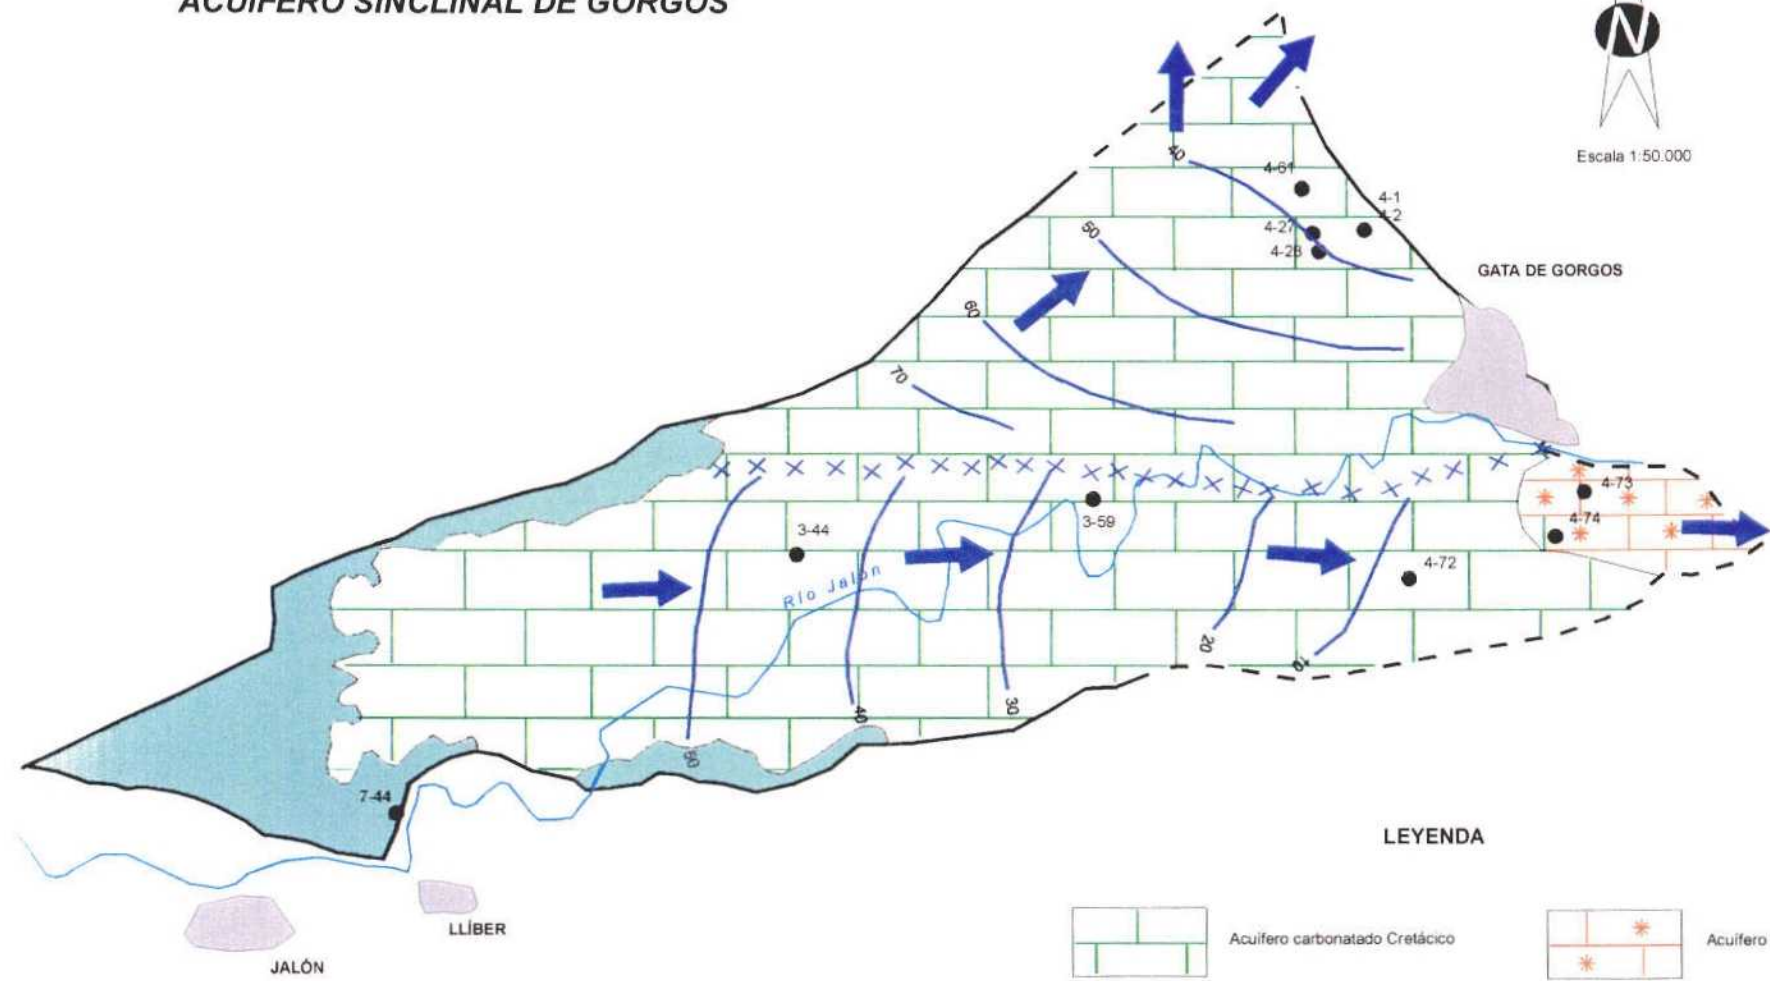 ACUÍFERO SINCLINAL DE GORGOS
N
Escala 1:50.000
40
4-61
4-1
4-2
4-27
4-28
50
GATA DE GORGOS
60
70
4-73
3-44
3-59
4-74
4-72
Río Jalón
20
10
30
40
50
7-44
LEYENDA
LLÍBER
JALÓN
Acuífero carbonatado Cretácico
Acuífero